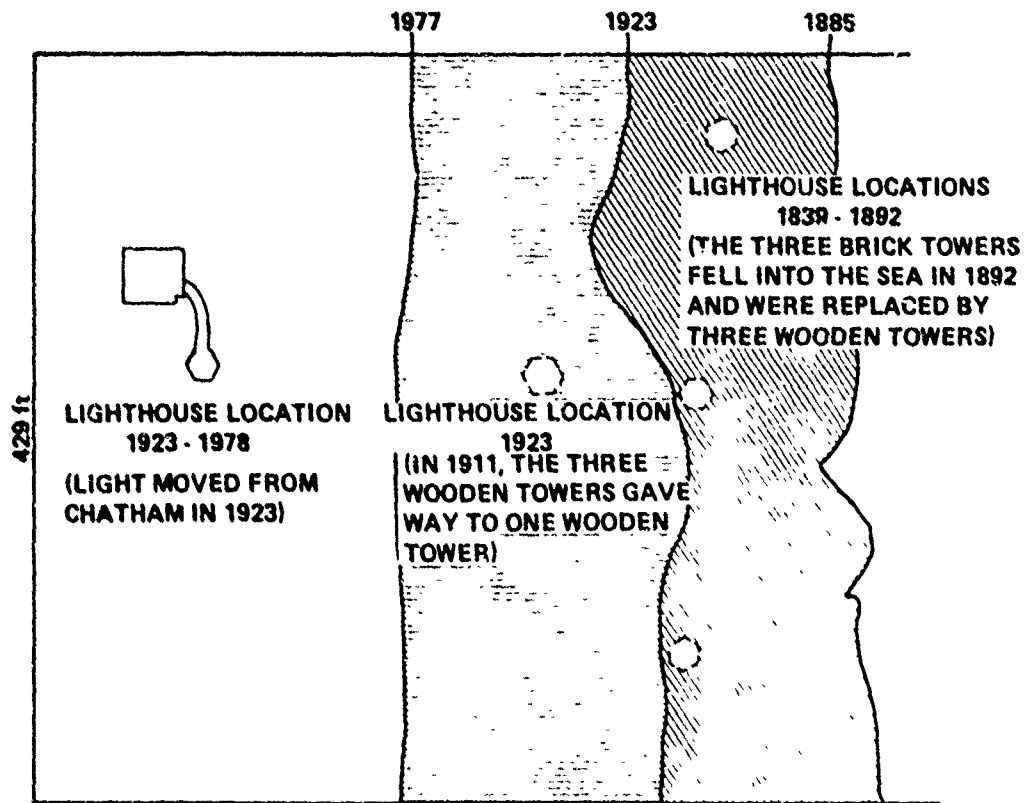 1977
1923
1885
LIGHTHOUSE LOCATIONS
1839 - 1892
(THE THREE BRICK TOWERS
FELL INTO THE SEA IN 1892
AND WERE REPLACED BY
THREE WOODEN TOWERS)
429 ft
LIGHTHOUSE LOCATION
1923 - 1978
(LIGHT MOVED FROM
CHATHAM IN 1923)
LIGHTHOUSE LOCATION
1923
(IN 1911, THE THREE
WOODEN TOWERS GAVE
WAY TO ONE WOODEN
TOWER)